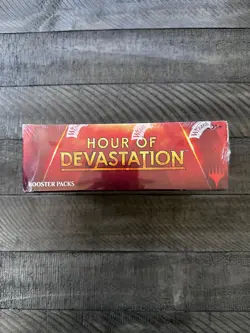 HOUR OF
DEVASTATION
BOOSTER PACKS